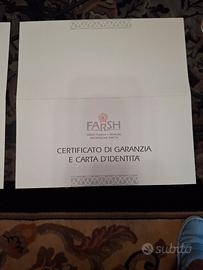 FARSH
CERTIFICATO DI GARANZIA
E CARTA D'IDENTITÀ
subito